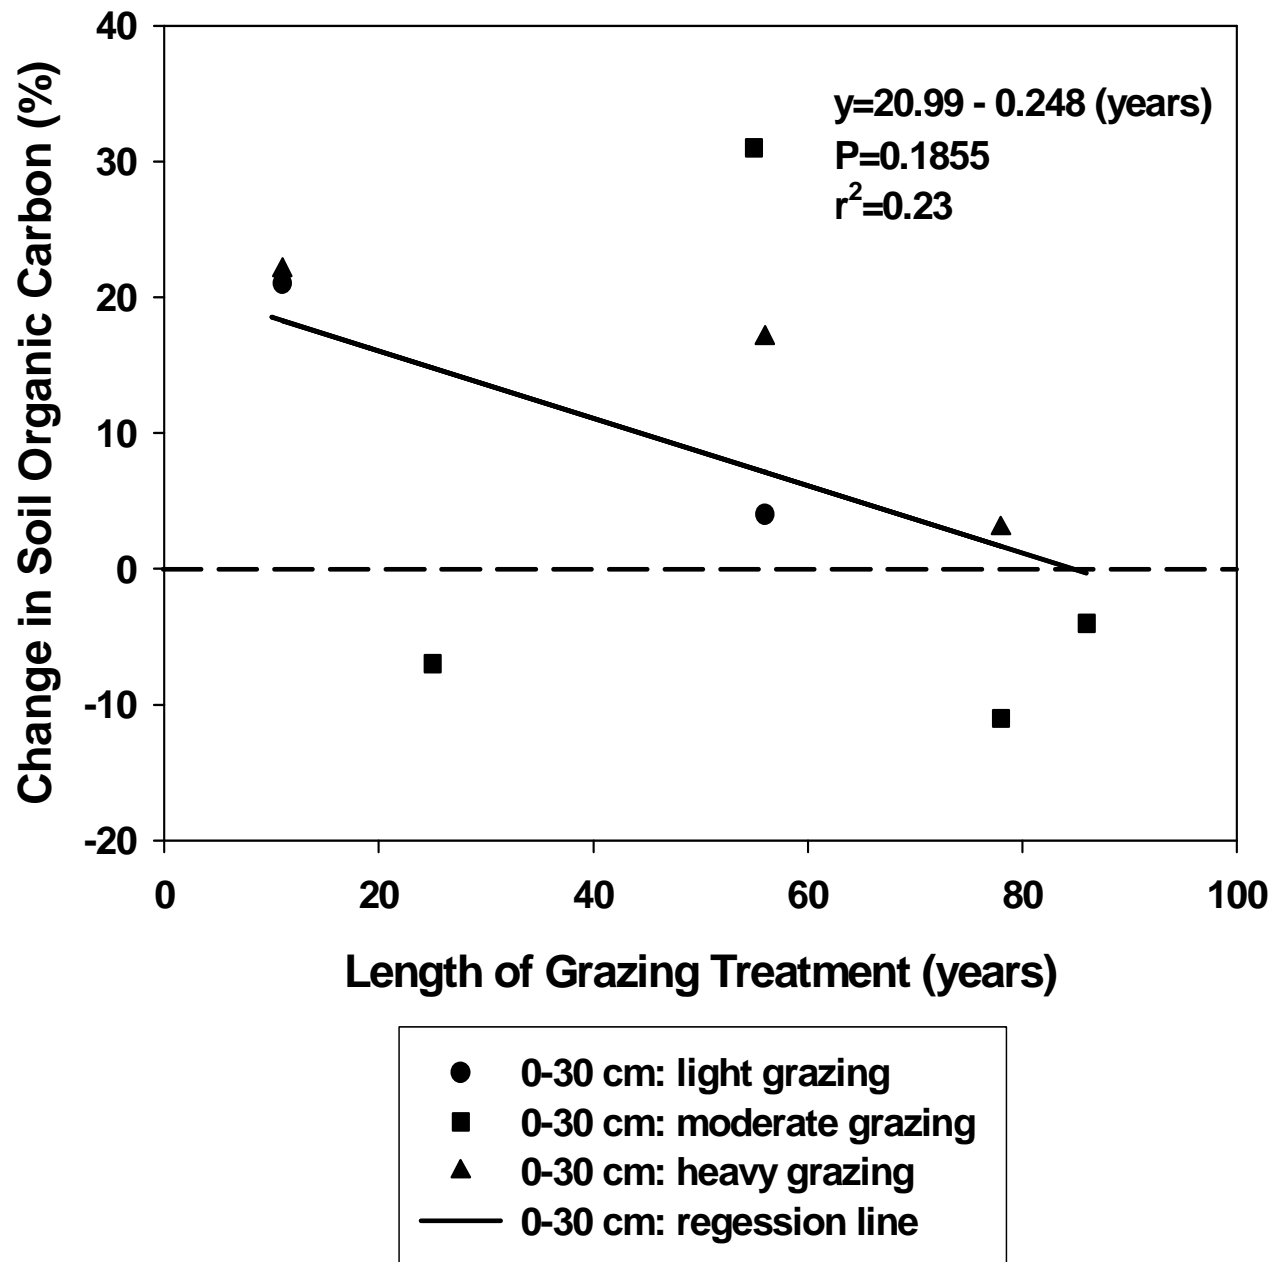 40
30
20
10
0
-10
-20
Change in Soil Organic Carbon (%)
y=20.99 - 0.248 (years)
P=0.1855
r²=0.23
0 20 40 60 80 100
Length of Grazing Treatment (years)
0-30 cm: light grazing
0-30 cm: moderate grazing
0-30 cm: heavy grazing
0-30 cm: regession line